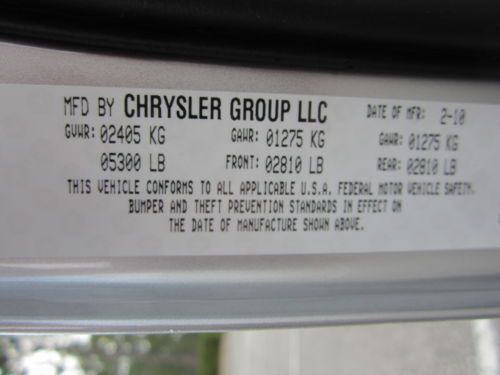 MFD BY CHRYSLER GROUP LLC DATE OF MFR: 2-10
GVWR: 02405 KG GAWR: 01275 KG GAWR: 01275 KG
05300 LB FRONT: 02810 LB REAR: 02810 LB
THIS VEHICLE CONFORMS TO ALL APPLICABLE U.S.A. FEDERAL MOTOR VEHICLE SAFETY,
BUMPER AND THEFT PREVENTION STANDARDS IN EFFECT ON
THE DATE OF MANUFACTURE SHOWN ABOVE.